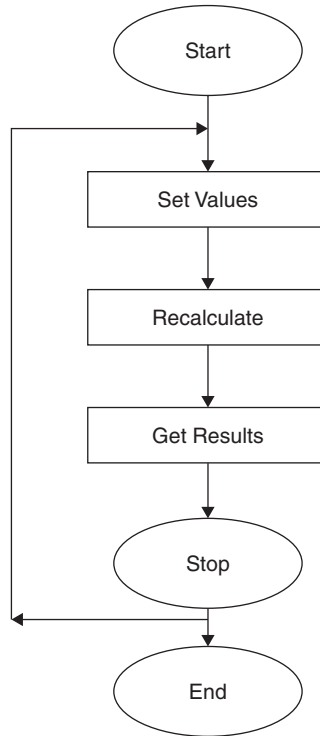 Start
Set Values
Recalculate
Get Results
Stop
End